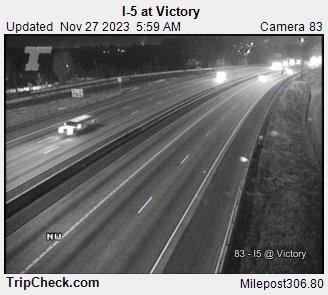 I-5 at Victory
Updated Nov 27 2023 5:59 AM Camera 83
T
NW
83 - I5 @ Victory
TripCheck.com Milepost306.80